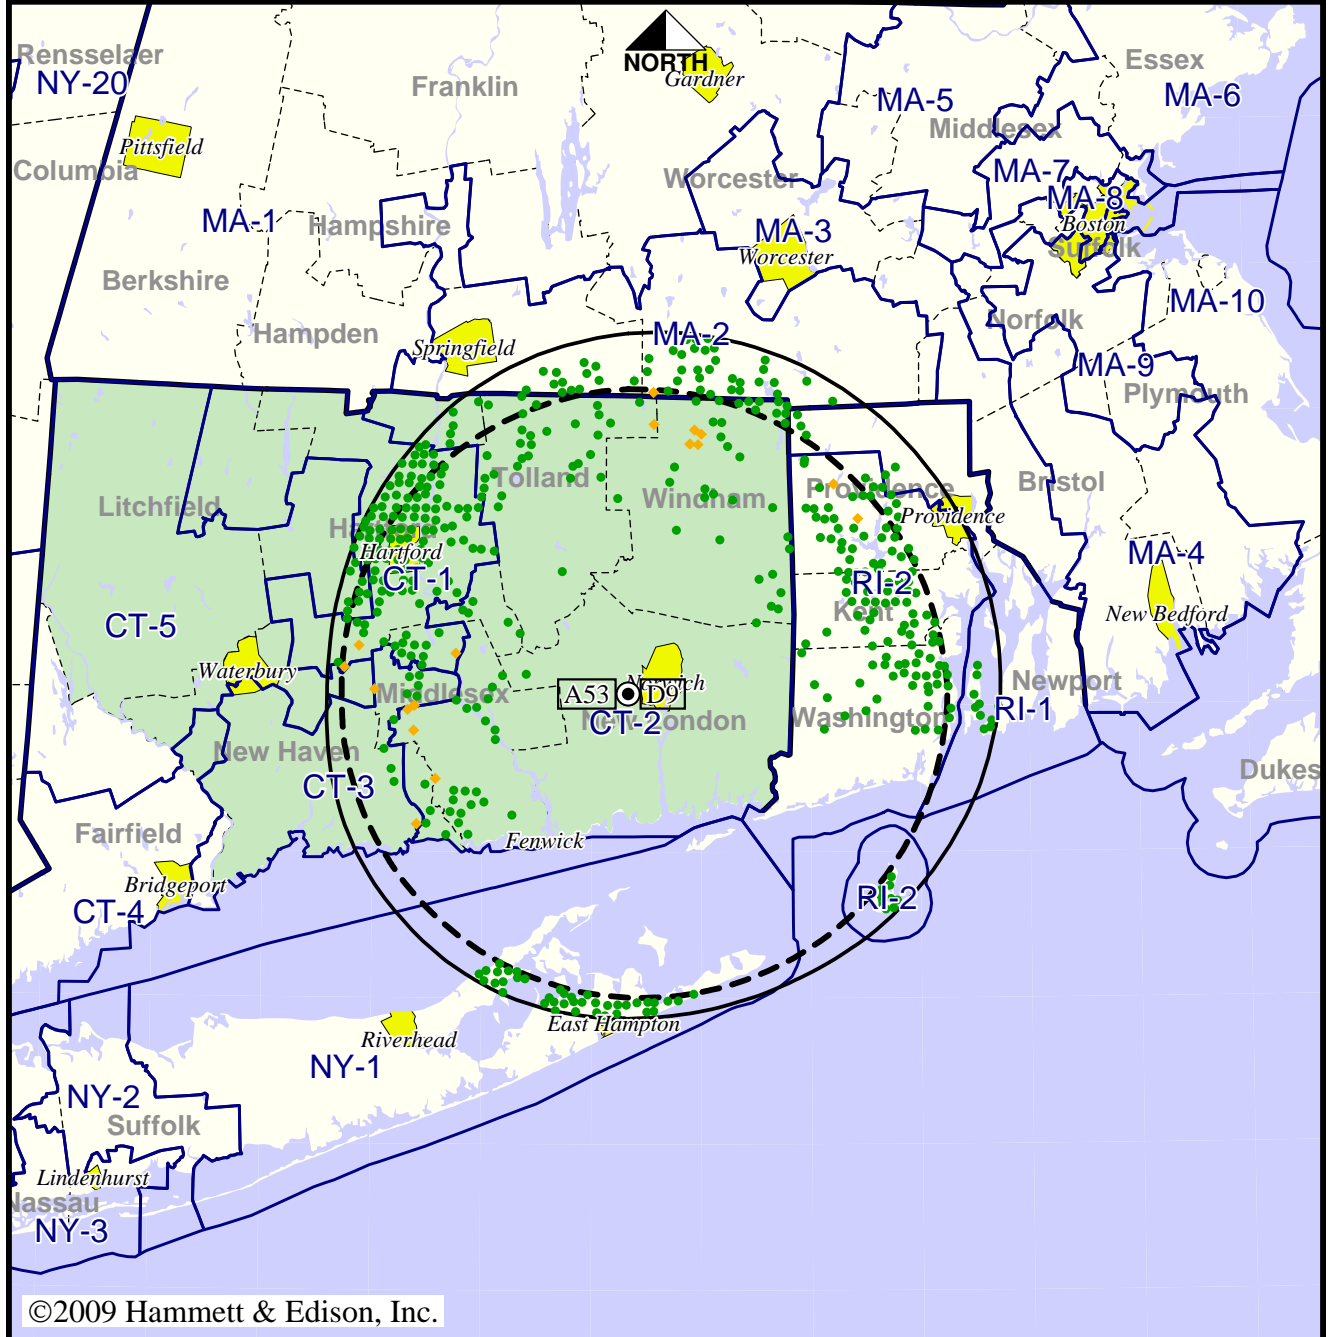 NORTH
Rensselaer
NY-20
Franklin
Gardner
Essex
MA-5
MA-6
Middlesex
Pittsfield
Columbia
Worcester
MA-7
MA-8
Boston
Suffolk
MA-1
Hampshire
MA-3
Worcester
Berkshire
MA-10
Hampden
Springfield
MA-2
Norfolk
MA-9
Plymouth
Tolland
Windham
Litchfield
Providence
Providence
Bristol
Hartford
CT-1
RI-2
Kent
MA-4
New Bedford
CT-5
Waterbury
Middlesex
A53
D9
Norwich
New London
CT-2
Washington
Newport
RI-1
New Haven
CT-3
Dukes
Fairfield
Fenwick
Bridgeport
CT-4
RI-2
East Hampton
Riverhead
NY-1
NY-2
Suffolk
Lindenhurst
Nassau
NY-3
©2009 Hammett & Edison, Inc.